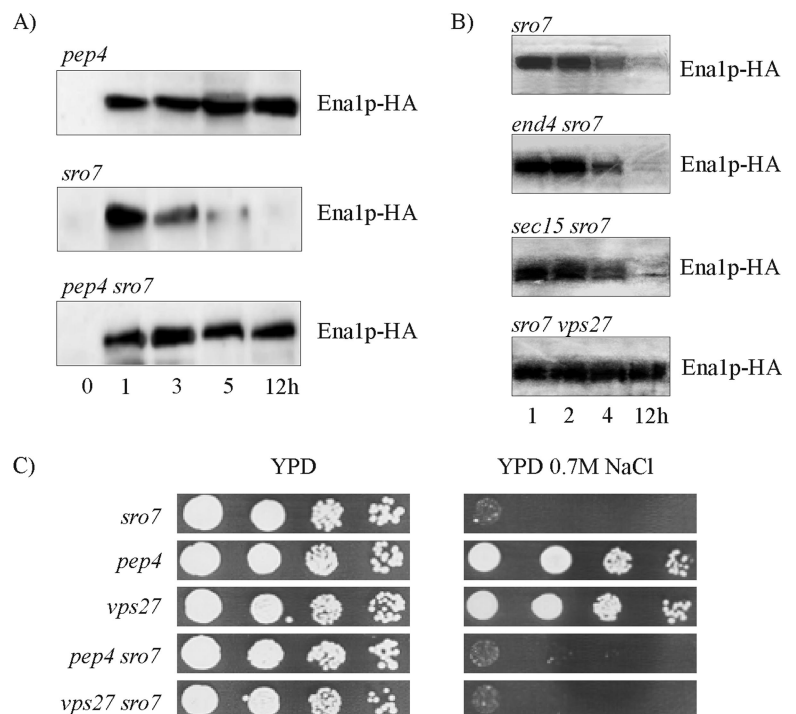 A)
pep4
Ena1p-HA
sro7
Ena1p-HA
pep4 sro7
Ena1p-HA
0 1 3 5 12h
B)
sro7
Ena1p-HA
end4 sro7
Ena1p-HA
sec15 sro7
Ena1p-HA
sro7 vps27
Ena1p-HA
1 2 4 12h
C)
YPD YPD 0.7M NaCl
sro7
pep4
vps27
pep4 sro7
vps27 sro7